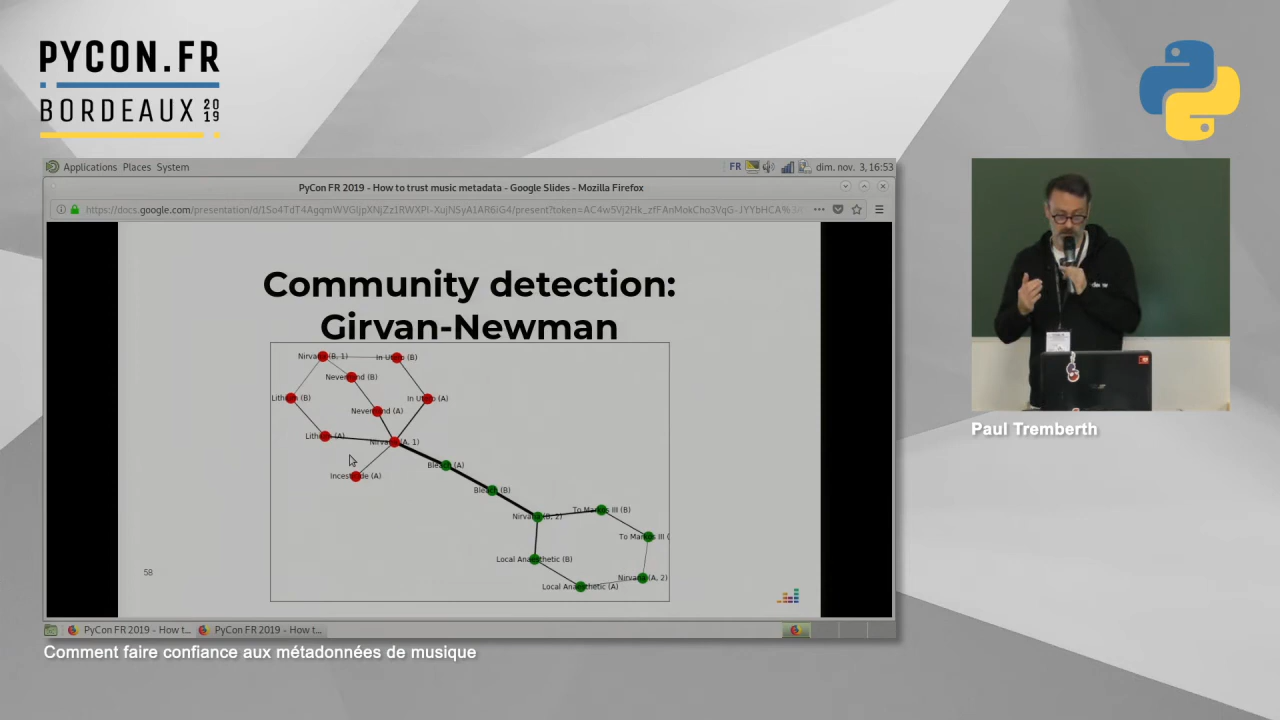 PYCON.FR
BORDEAUX 2019
Applications Places System
FR
dim. nov. 3, 16:53
PyCon FR 2019 - How to trust music metadata - Google Slides - Mozilla Firefox
Community detection:
Girvan-Newman
Nirvana (B, 1)
In Utero (B)
Nevermind (B)
Lithium (B)
In Utero (A)
Nevermind (A)
Lithium (A)
Nirvana (A, 1)
Bleach (A)
Incesticide (A)
Bleach (B)
Nirvana (B, 2)
To Markos III (B)
To Markos III (
Local Anaesthetic (B)
Nirvana (A, 2)
Local Anaesthetic (A)
58
PyCon FR 2019 - How t...
PyCon FR 2019 - How t...
Paul Tremberth
Comment faire confiance aux métadonnées de musique